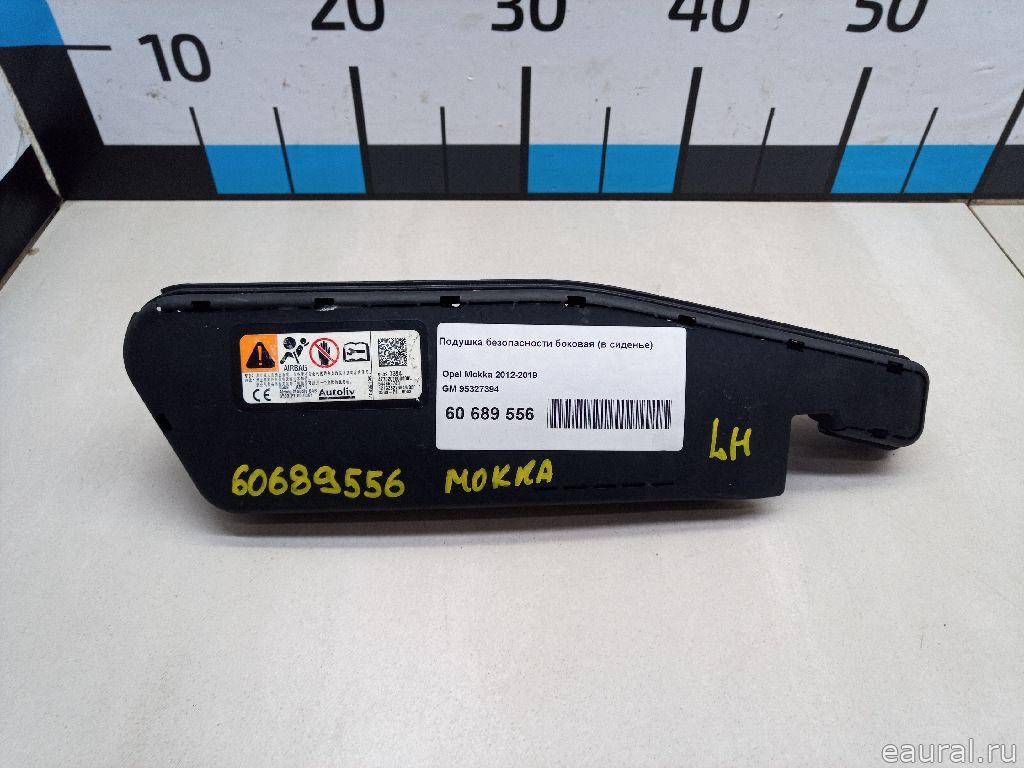 10 20 30 40 50
AIRBAG
Autoliv
CE
Подушка безопасности боковая (в сиденье)
Opel Mokka 2012-2019
GM 95327394
60 689 556
LH
60689556 МОККА
eaural.ru